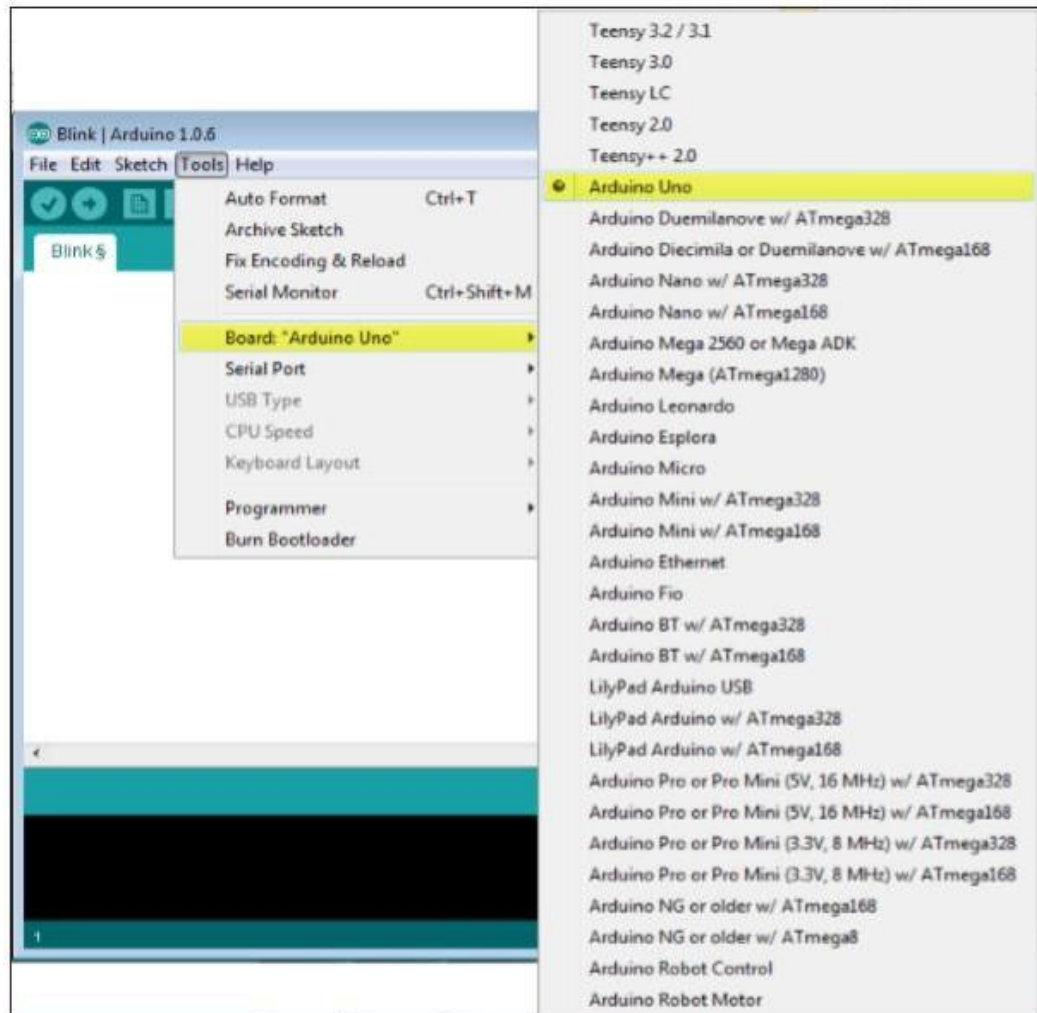 Blink | Arduino 1.0.6
File Edit Sketch Tools Help
Blink §
Auto Format Ctrl+T
Archive Sketch
Fix Encoding & Reload
Serial Monitor Ctrl+Shift+M
Board: "Arduino Uno"
Serial Port
USB Type
CPU Speed
Keyboard Layout
Programmer
Burn Bootloader
1
Teensy 3.2 / 3.1
Teensy 3.0
Teensy LC
Teensy 2.0
Teensy++ 2.0
Arduino Uno
Arduino Duemilanove w/ ATmega328
Arduino Diecimila or Duemilanove w/ ATmega168
Arduino Nano w/ ATmega328
Arduino Nano w/ ATmega168
Arduino Mega 2560 or Mega ADK
Arduino Mega (ATmega1280)
Arduino Leonardo
Arduino Esplora
Arduino Micro
Arduino Mini w/ ATmega328
Arduino Mini w/ ATmega168
Arduino Ethernet
Arduino Fio
Arduino BT w/ ATmega328
Arduino BT w/ ATmega168
LilyPad Arduino USB
LilyPad Arduino w/ ATmega328
LilyPad Arduino w/ ATmega168
Arduino Pro or Pro Mini (5V, 16 MHz) w/ ATmega328
Arduino Pro or Pro Mini (5V, 16 MHz) w/ ATmega168
Arduino Pro or Pro Mini (3.3V, 8 MHz) w/ ATmega328
Arduino Pro or Pro Mini (3.3V, 8 MHz) w/ ATmega168
Arduino NG or older w/ ATmega168
Arduino NG or older w/ ATmega8
Arduino Robot Control
Arduino Robot Motor